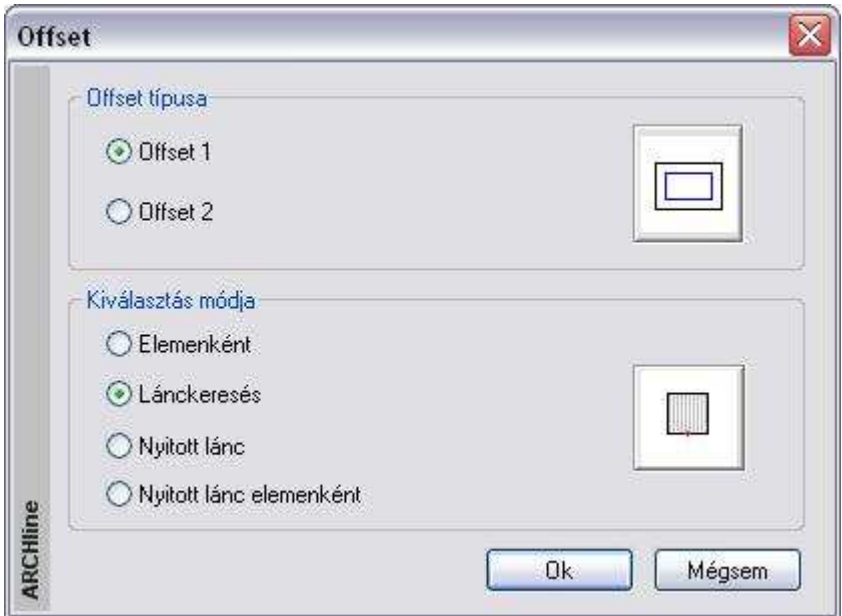 Offset
Offset típusa
Offset 1
Offset 2
Kiválasztás módja
Elemenként
Lánckeresés
Nyitott lánc
Nyitott lánc elemenként
ARCHline
Ok
Mégsem